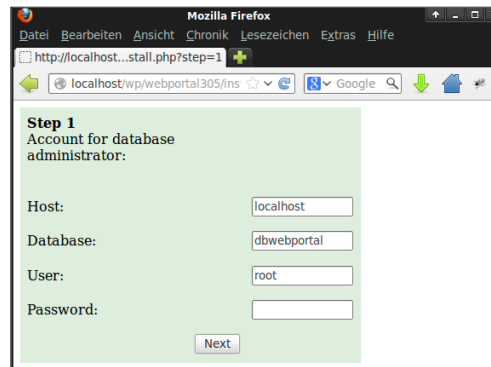 Mozilla Firefox
Datei Bearbeiten Ansicht Chronik Lesezeichen Extras Hilfe
http://localhost...stall.php?step=1
localhost/wp/webportal305/ins
Google
Step 1
Account for database
administrator:
Host: localhost
Database: dbwebportal
User: root
Password:
Next